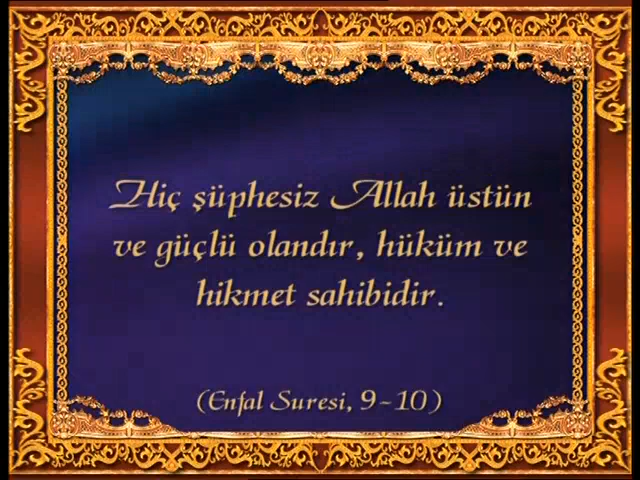 Hiç şüphesiz Allah üstün
ve güçlü olandır, hüküm ve
hikmet sahibidir.
(Enfal Suresi, 9-10)